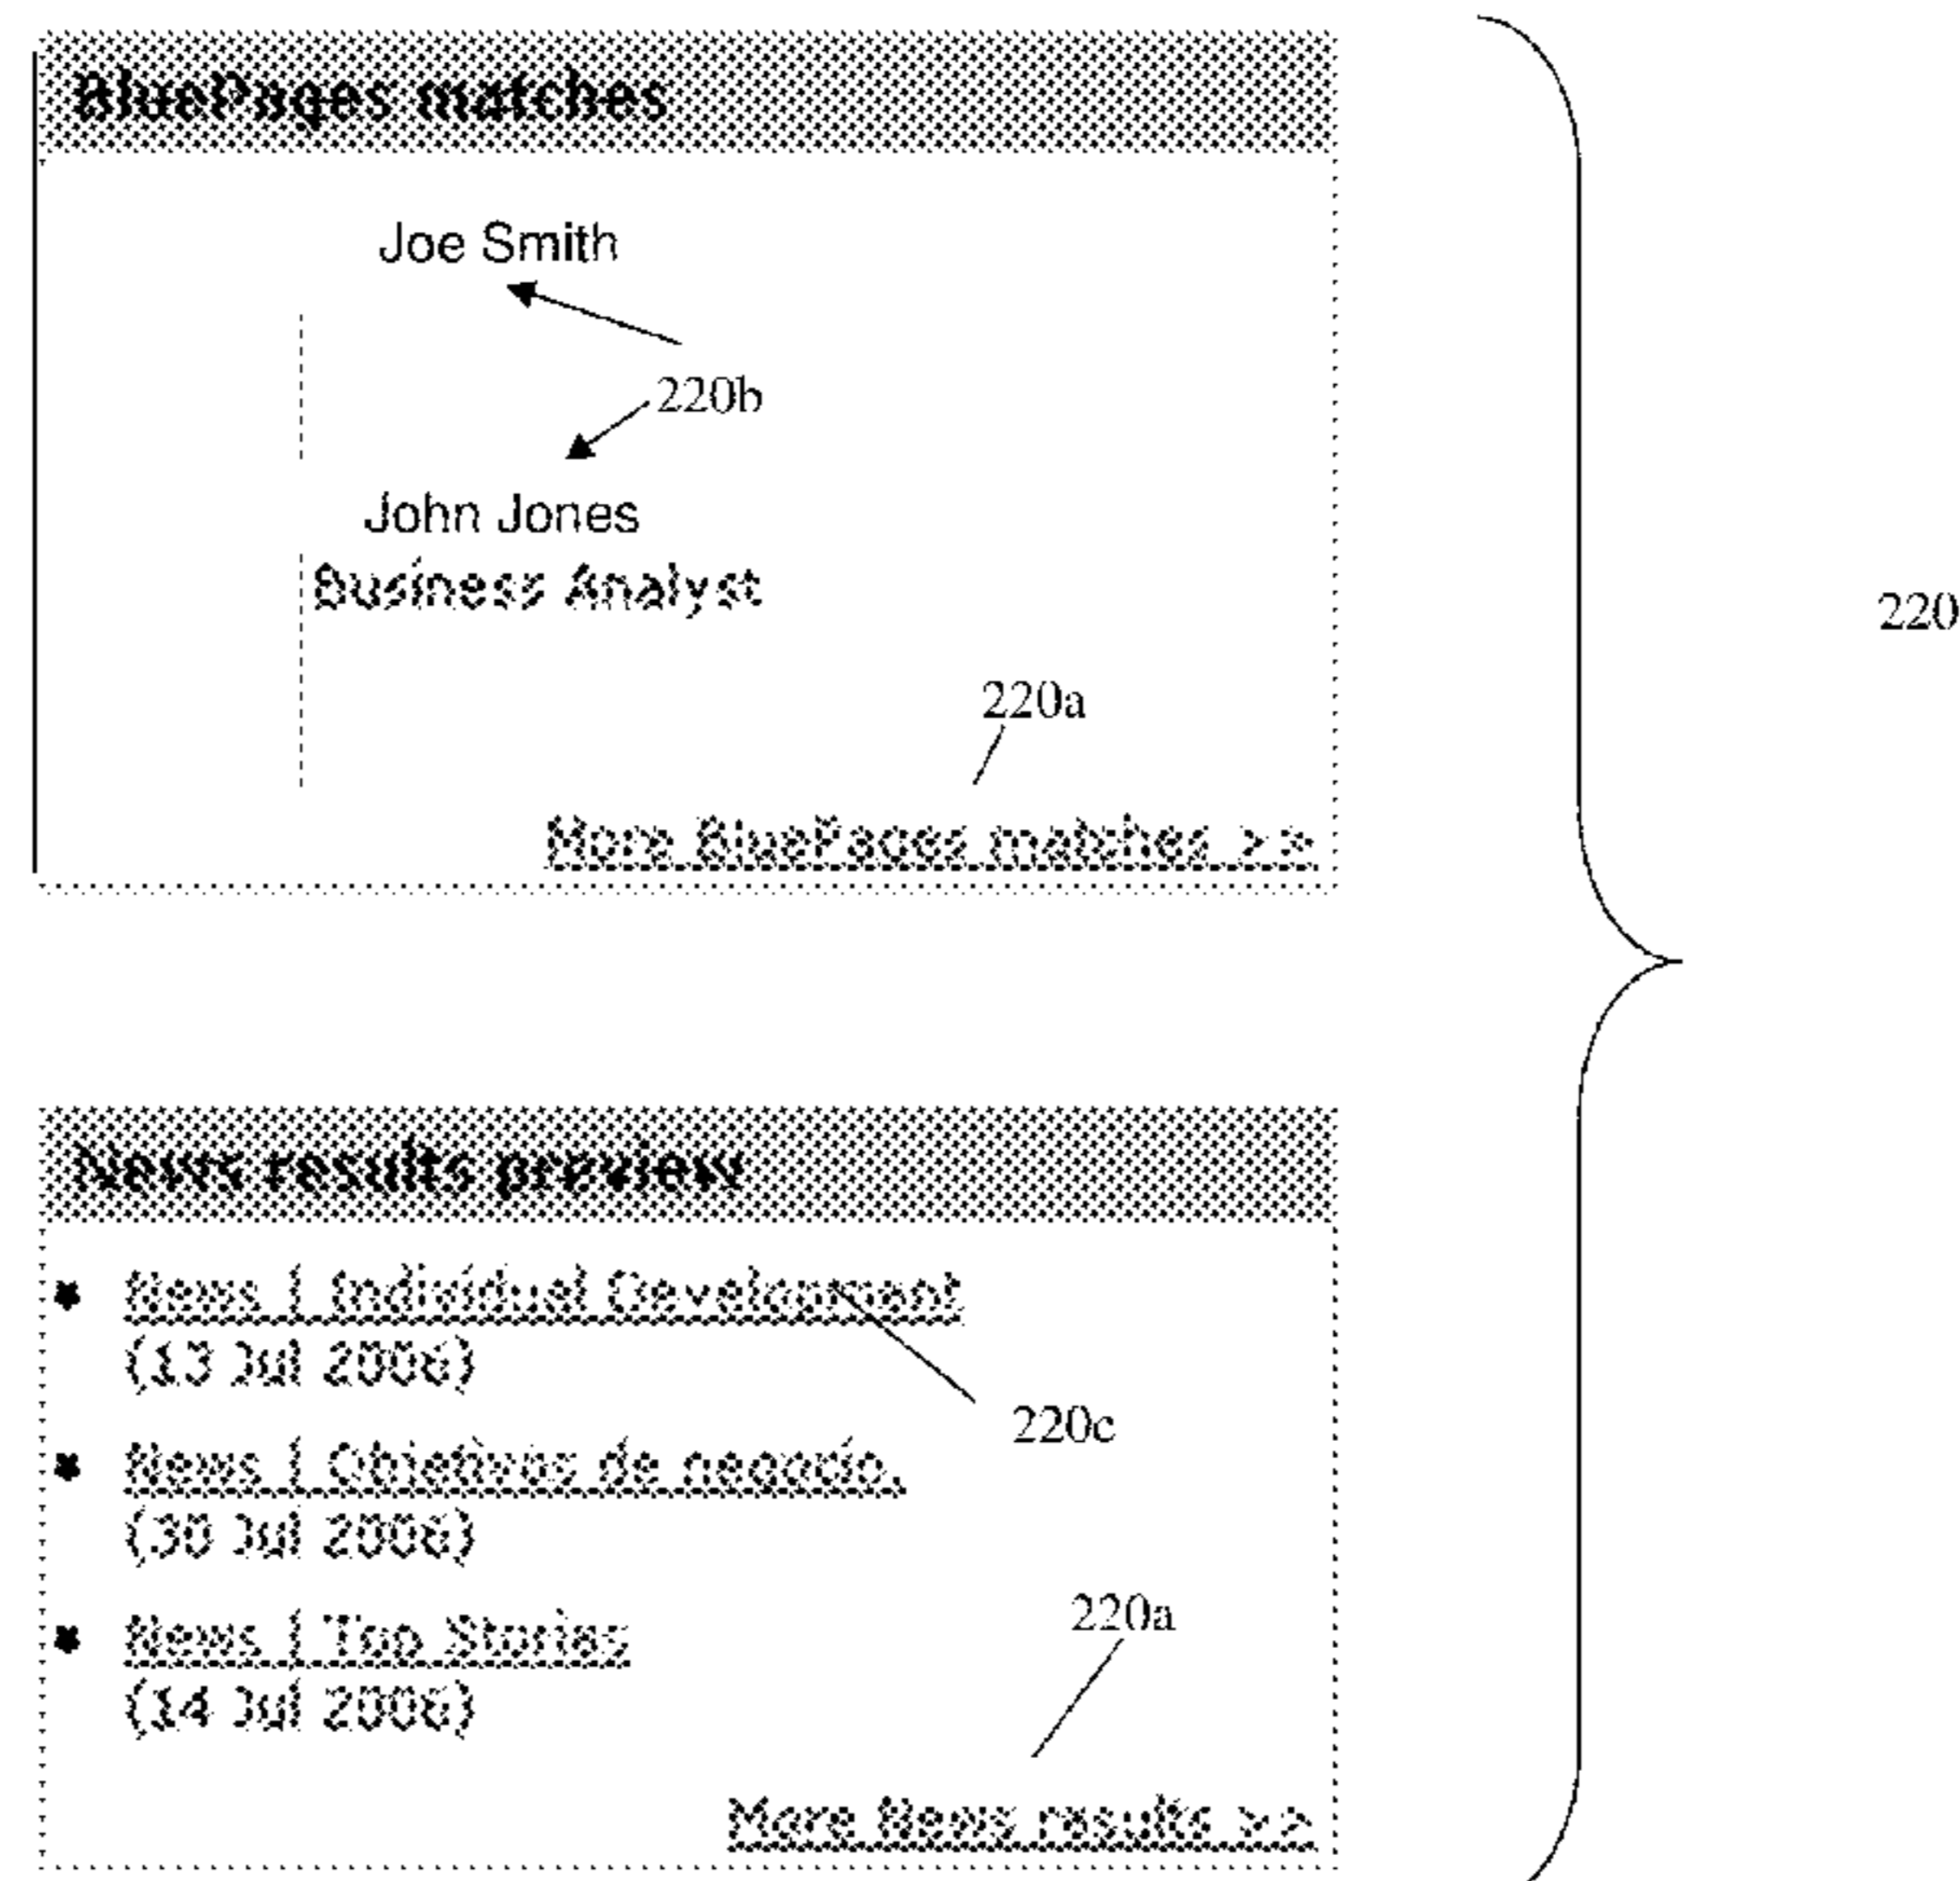 BluePages matches
Joe Smith
220b
John Jones
Business Analyst
220
220a
More BluePages matches >>
News results preview
News | Individual Development
(13 Jul 2006)
220c
News | Objetivos de negocio.
(30 Jul 2006)
220a
News | Top Stories
(14 Jul 2006)
More News results >>